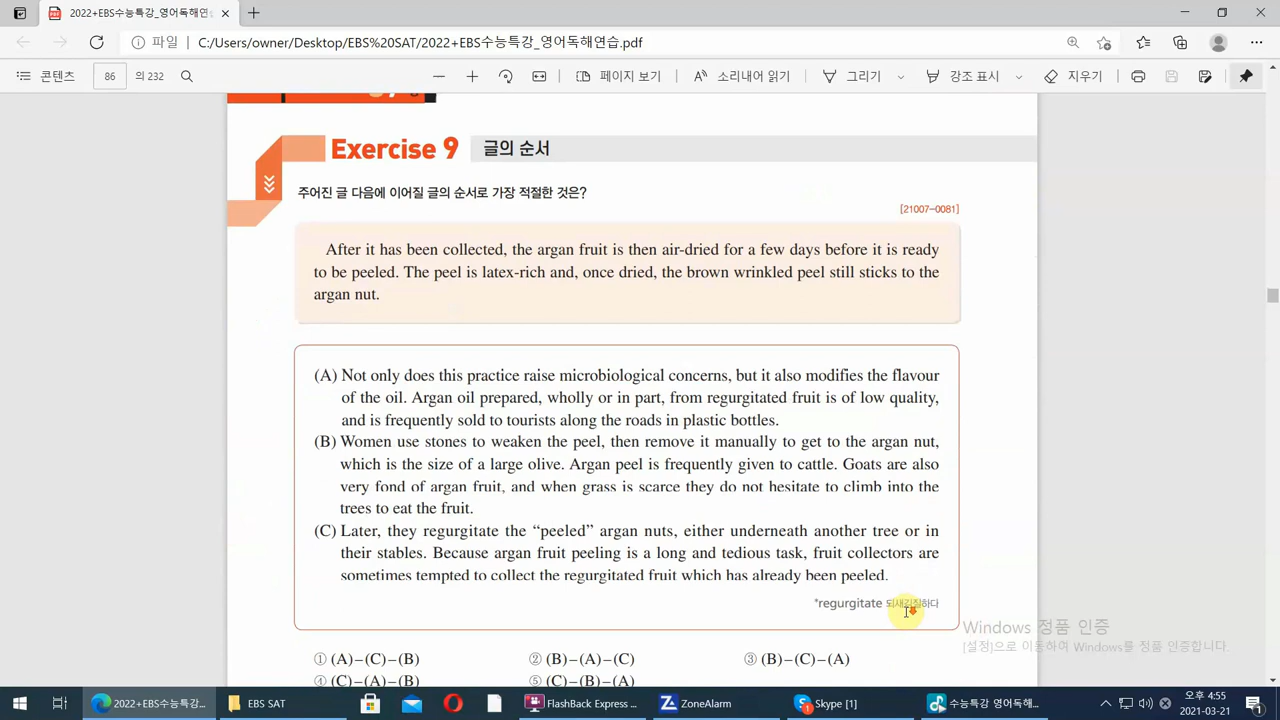 2022+EBS수능특강_영어독해연습.p
파일 C:/Users/owner/Desktop/EBS%20SAT/2022+EBS수능특강_영어독해연습.pdf
콘텐츠 86 의 232 페이지 보기 소리내어 읽기 그리기 강조 표시 지우기
Exercise 9 글의 순서
주어진 글 다음에 이어질 글의 순서로 가장 적절한 것은?
[21007-0081]
After it has been collected, the argan fruit is then air-dried for a few days before it is ready
to be peeled. The peel is latex-rich and, once dried, the brown wrinkled peel still sticks to the
argan nut.
(A) Not only does this practice raise microbiological concerns, but it also modifies the flavour
of the oil. Argan oil prepared, wholly or in part, from regurgitated fruit is of low quality,
and is frequently sold to tourists along the roads in plastic bottles.
(B) Women use stones to weaken the peel, then remove it manually to get to the argan nut,
which is the size of a large olive. Argan peel is frequently given to cattle. Goats are also
very fond of argan fruit, and when grass is scarce they do not hesitate to climb into the
trees to eat the fruit.
(C) Later, they regurgitate the “peeled” argan nuts, either underneath another tree or in
their stables. Because argan fruit peeling is a long and tedious task, fruit collectors are
sometimes tempted to collect the regurgitated fruit which has already been peeled.
*regurgitate 되새김질하다
Windows 정품 인증
[설정]으로 이동하여 Windows를 정품 인증합니다.
① (A)-(C)-(B) ② (B)-(A)-(C) ③ (B)-(C)-(A)
④ (C)-(A)-(B) ⑤ (C)-(B)-(A)
2022+EBS수능특강_... EBS SAT FlashBack Express ... ZoneAlarm Skype [1] 수능특강 영어독해연... 오후 4:55
2021-03-21